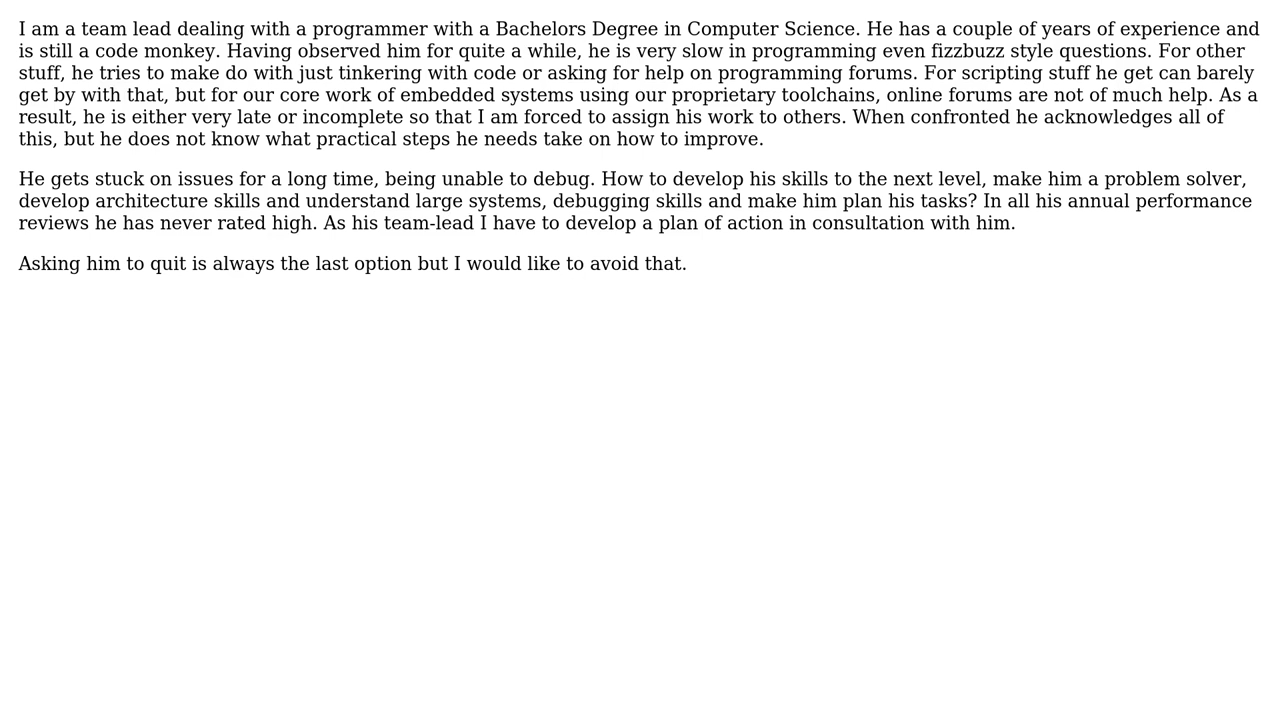 I am a team lead dealing with a programmer with a Bachelors Degree in Computer Science. He has a couple of years of experience and
is still a code monkey. Having observed him for quite a while, he is very slow in programming even fizzbuzz style questions. For other
stuff, he tries to make do with just tinkering with code or asking for help on programming forums. For scripting stuff he get can barely
get by with that, but for our core work of embedded systems using our proprietary toolchains, online forums are not of much help. As a
result, he is either very late or incomplete so that I am forced to assign his work to others. When confronted he acknowledges all of
this, but he does not know what practical steps he needs take on how to improve.
He gets stuck on issues for a long time, being unable to debug. How to develop his skills to the next level, make him a problem solver,
develop architecture skills and understand large systems, debugging skills and make him plan his tasks? In all his annual performance
reviews he has never rated high. As his team-lead I have to develop a plan of action in consultation with him.
Asking him to quit is always the last option but I would like to avoid that.